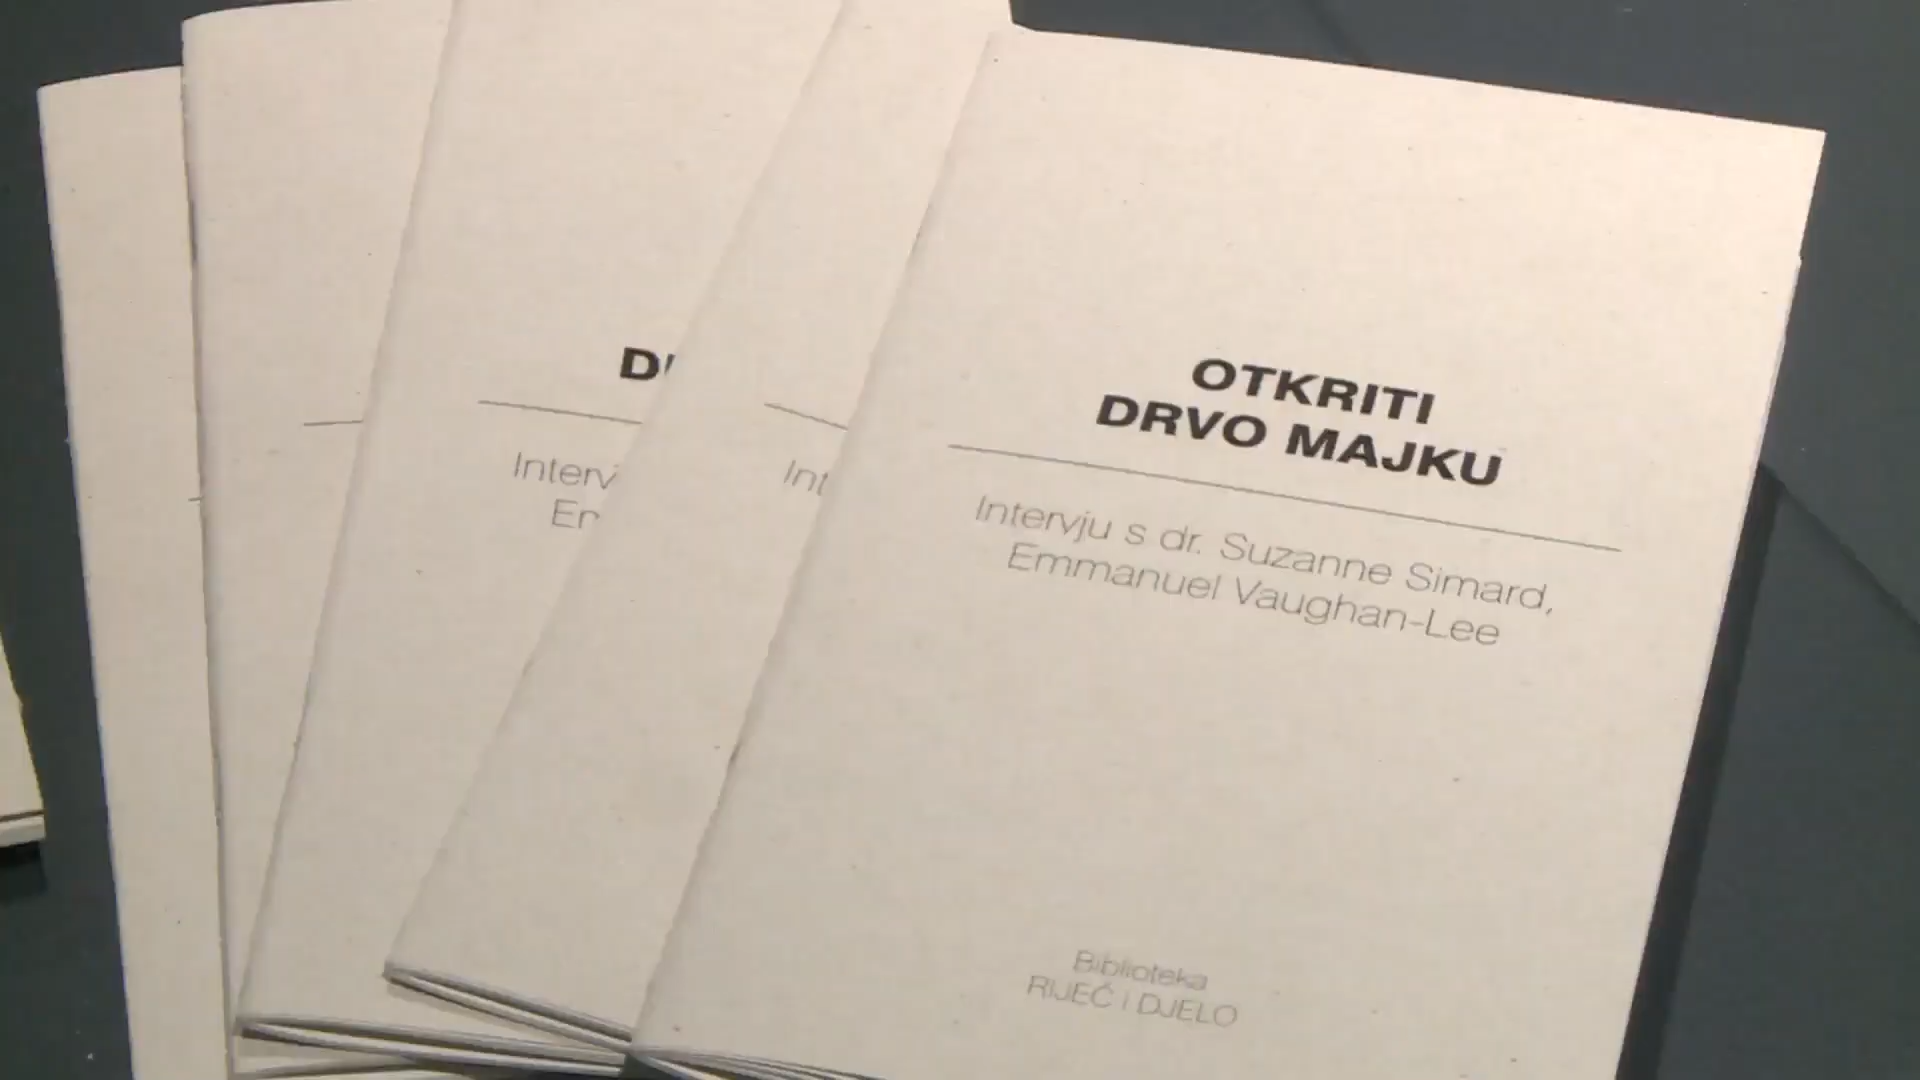 OTKRITI
DRVO MAJKU
Intervju s dr. Suzanne Simard,
Emmanuel Vaughan-Lee
Biblioteka
RIJEČ I DJELO